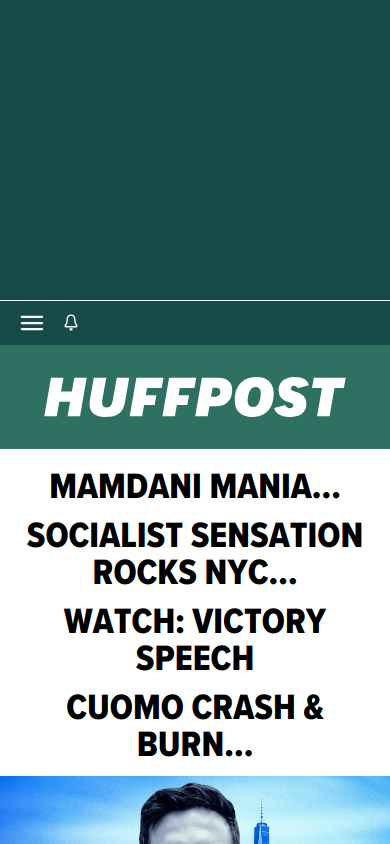 HUFFPOST
MAMDANI MANIA...
SOCIALIST SENSATION
ROCKS NYC...
WATCH: VICTORY
SPEECH
CUOMO CRASH &
BURN...